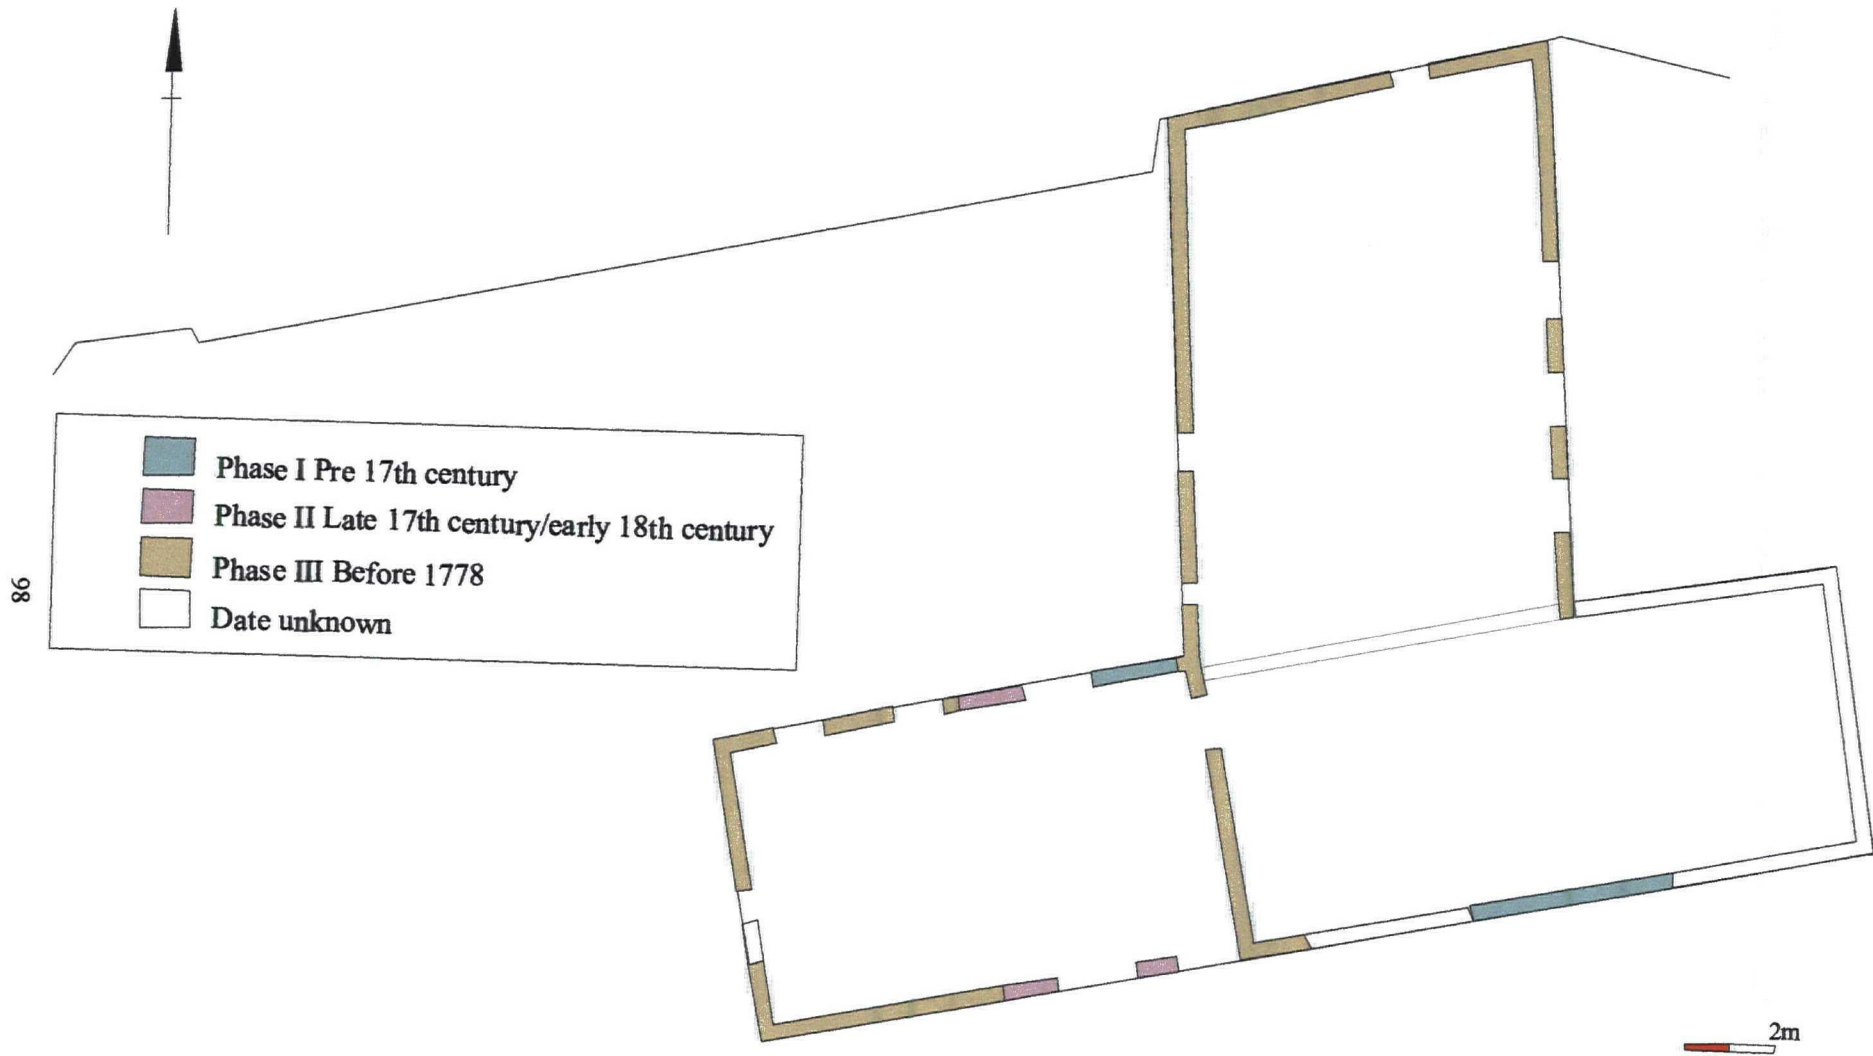 Phase I Pre 17th century
Phase II Late 17th century/early 18th century
Phase III Before 1778
Date unknown
98
2m